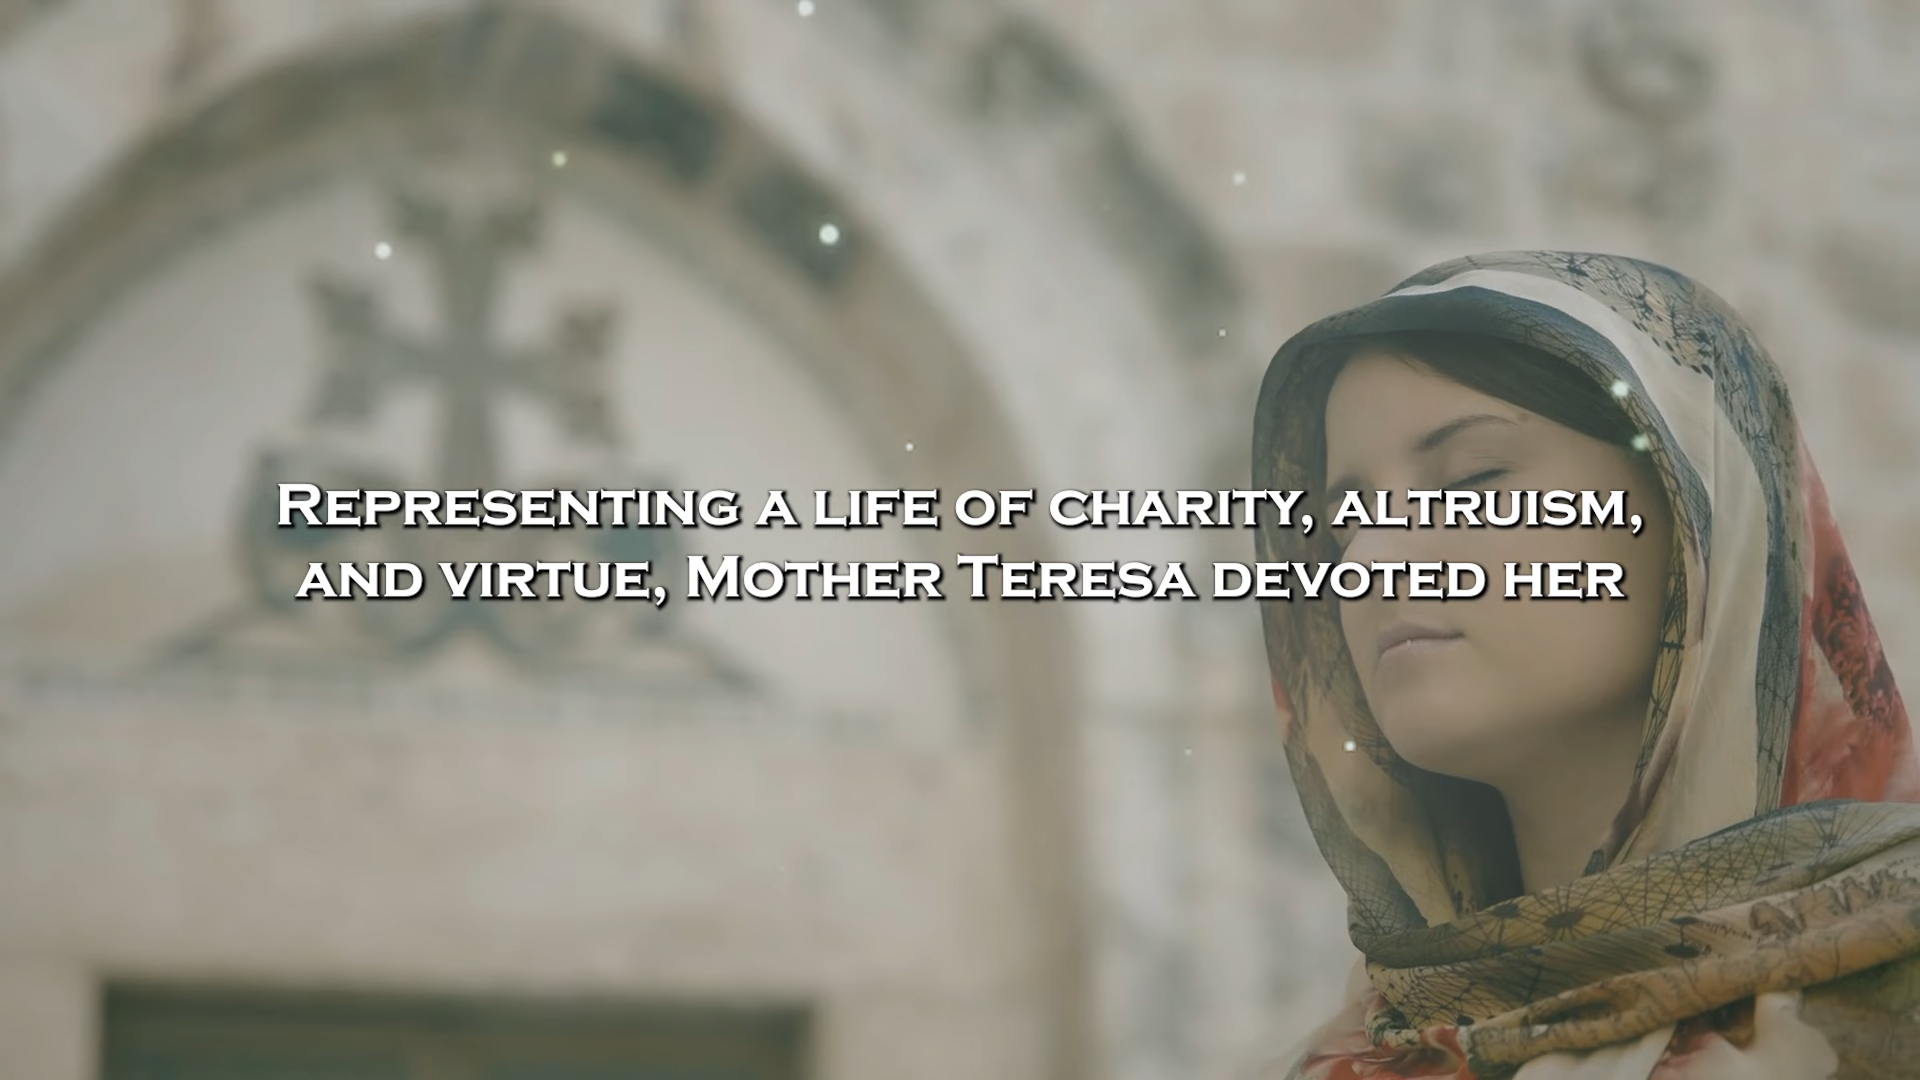 Representing a life of charity, altruism,
and virtue, Mother Teresa devoted her